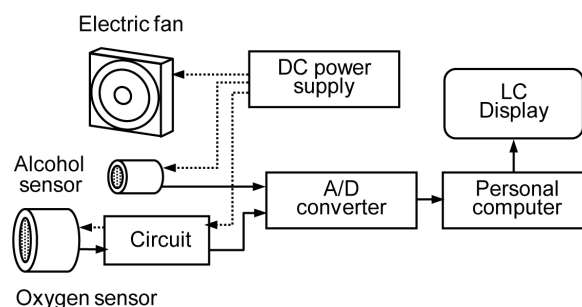 Electric fan
DC power
supply
LC
Display
Alcohol
sensor
A/D
converter
Personal
computer
Circuit
Oxygen sensor